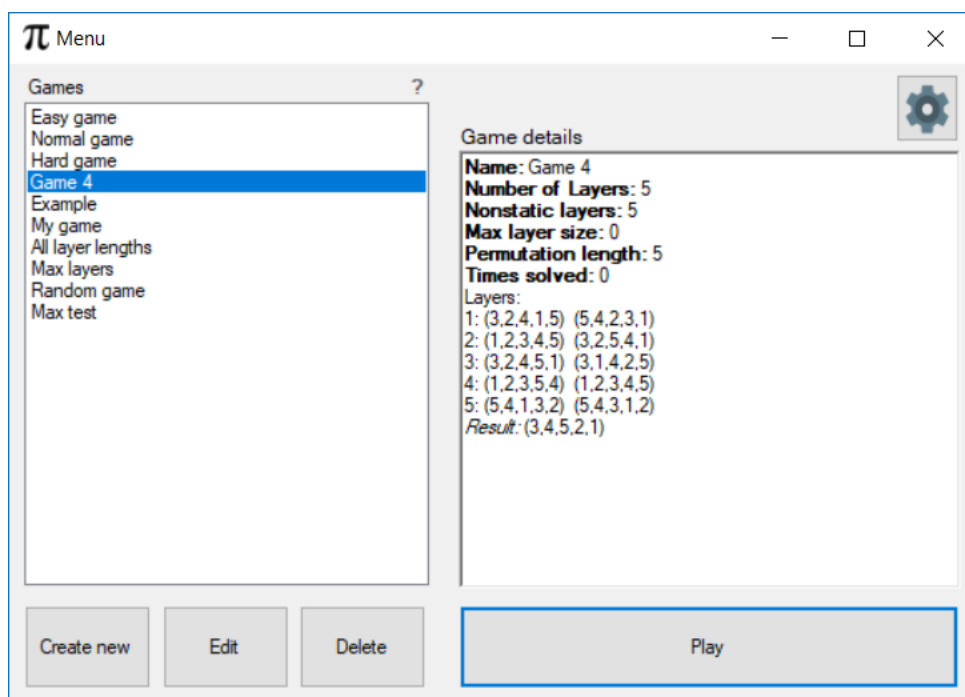 π Menu
Games ?
Easy game
Normal game
Hard game
Game 4
Example
My game
All layer lengths
Max layers
Random game
Max test
Create new
Edit
Delete
Game details
Name: Game 4
Number of Layers: 5
Nonstatic layers: 5
Max layer size: 0
Permutation length: 5
Times solved: 0
Layers:
1: (3,2,4,1,5) (5,4,2,3,1)
2: (1,2,3,4,5) (3,2,5,4,1)
3: (3,2,4,5,1) (3,1,4,2,5)
4: (1,2,3,5,4) (1,2,3,4,5)
5: (5,4,1,3,2) (5,4,3,1,2)
Result: (3,4,5,2,1)
Play